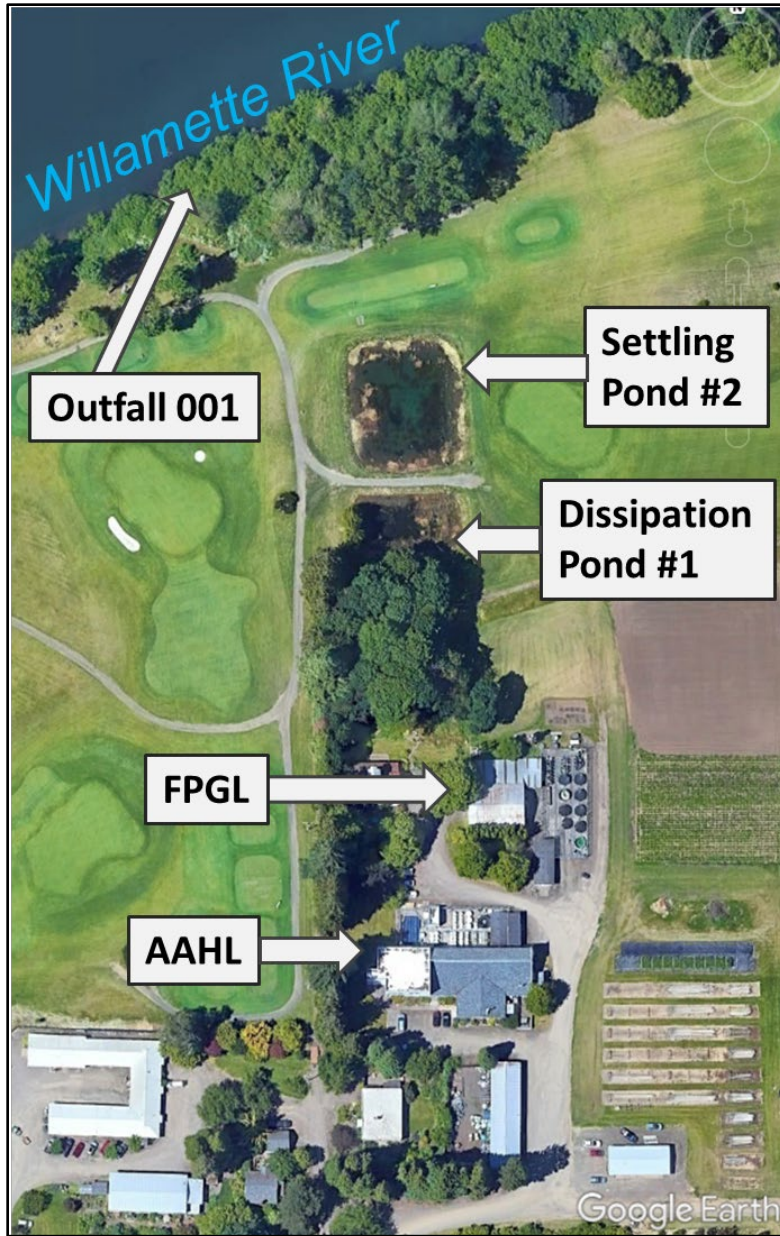 Willamette River
Outfall 001
Settling
Pond #2
Dissipation
Pond #1
FPGL
AAHL
Google Earth